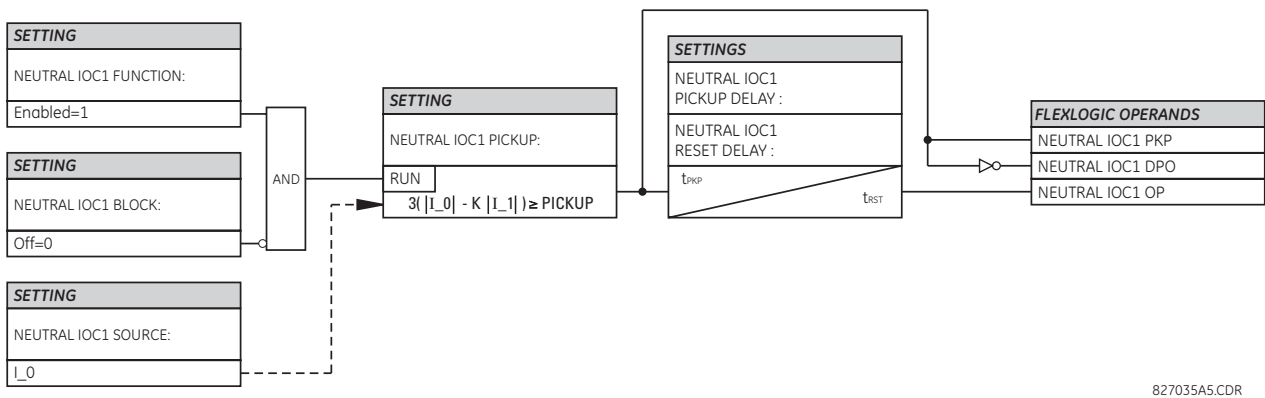 SETTING
NEUTRAL IOC1 FUNCTION:
Enabled=1
SETTING
NEUTRAL IOC1 BLOCK:
Off=0
SETTING
NEUTRAL IOC1 SOURCE:
I_0
AND
SETTING
NEUTRAL IOC1 PICKUP:
RUN
3( |I_0| - K |I_1| ) ≥ PICKUP
SETTINGS
NEUTRAL IOC1
PICKUP DELAY :
NEUTRAL IOC1
RESET DELAY :
tPKP
tRST
FLEXLOGIC OPERANDS
NEUTRAL IOC1 PKP
NEUTRAL IOC1 DPO
NEUTRAL IOC1 OP
827035A5.CDR